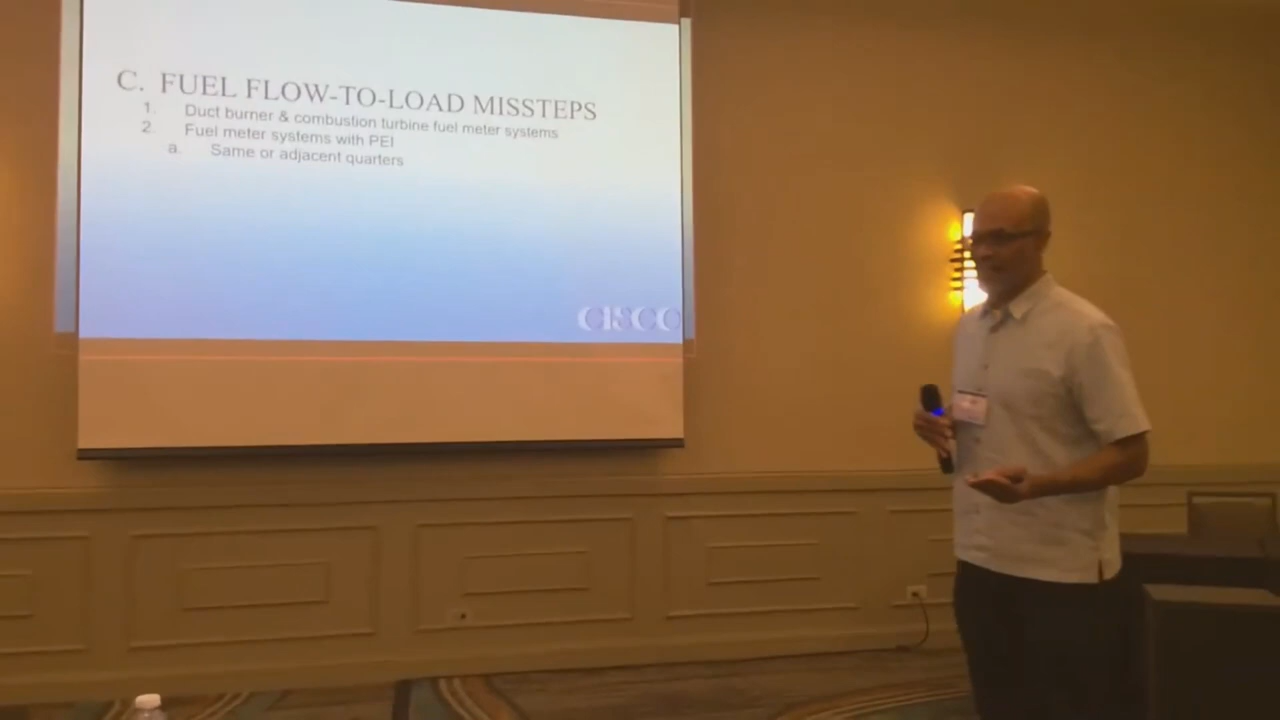 C. FUEL FLOW-TO-LOAD MISSTEPS
1. Duct burner & combustion turbine fuel meter systems
2. Fuel meter systems with PEI
a. Same or adjacent quarters
CISCO